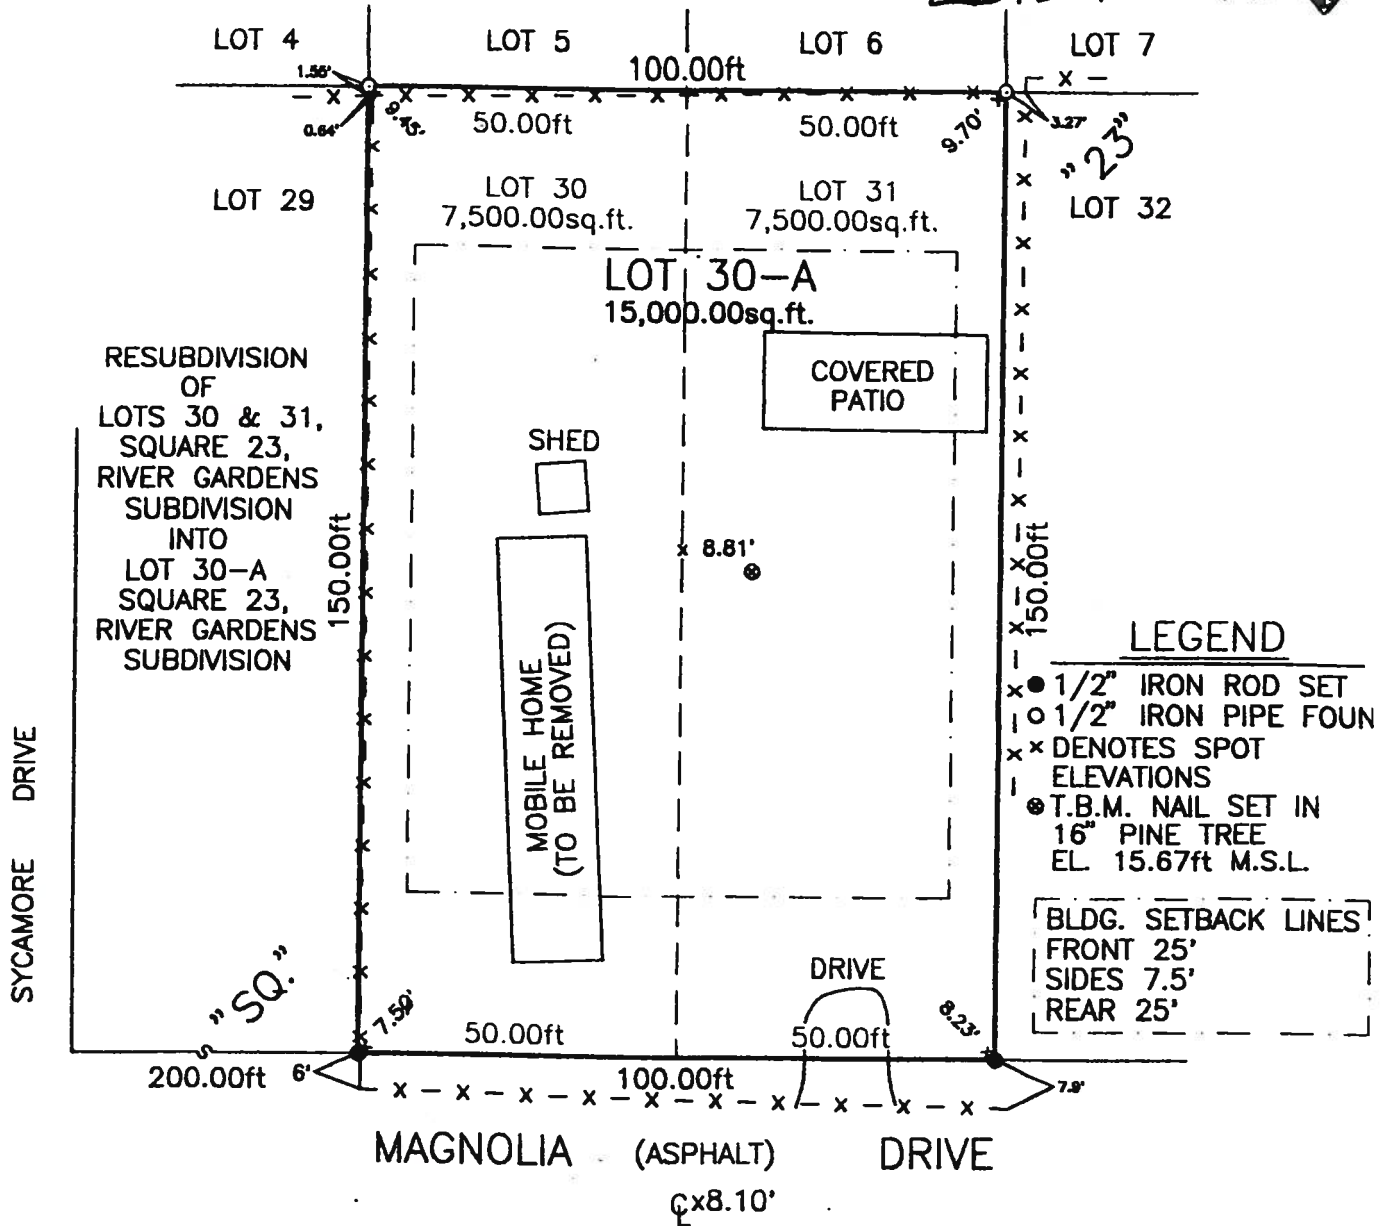 LOT 4
LOT 5
LOT 6
LOT 7
100.00ft
1.55'
0.64'
9.45'
50.00ft
50.00ft
9.70'
3.27'
"23"
LOT 29
LOT 30
7,500.00sq.ft.
LOT 31
7,500.00sq.ft.
LOT 32
LOT 30-A
15,000.00sq.ft.
RESUBDIVISION
OF
LOTS 30 & 31,
SQUARE 23,
RIVER GARDENS
SUBDIVISION
INTO
LOT 30-A
SQUARE 23,
RIVER GARDENS
SUBDIVISION
COVERED
PATIO
SHED
150.00ft
x 8.81'
150.00ft
MOBILE HOME
(TO BE REMOVED)
LEGEND
1/2" IRON ROD SET
1/2" IRON PIPE FOUN
x DENOTES SPOT
ELEVATIONS
T.B.M. NAIL SET IN
16" PINE TREE
EL. 15.67ft M.S.L.
BLDG. SETBACK LINES
FRONT 25'
SIDES 7.5'
REAR 25'
SYCAMORE DRIVE
"SQ."
7.50'
50.00ft
DRIVE
50.00ft
8.23'
200.00ft
6'
100.00ft
7.9'
MAGNOLIA (ASPHALT) DRIVE
℄x8.10'